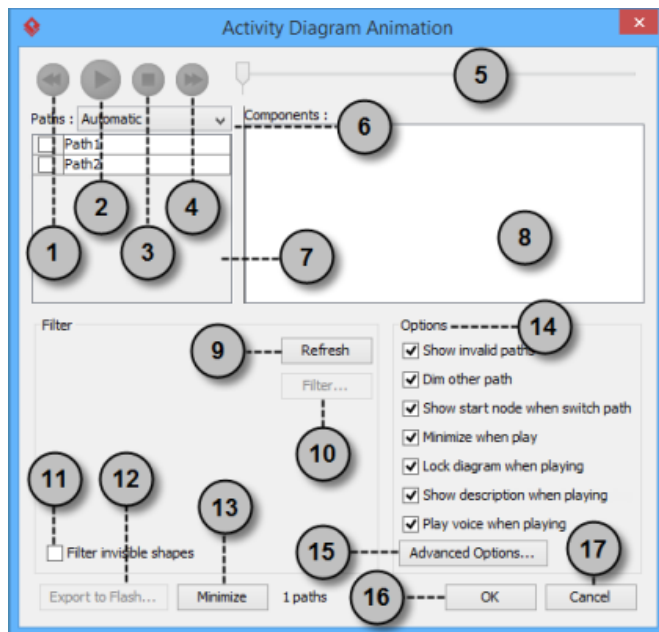 Activity Diagram Animation
5
Paths : Automatic
Components :
6
Path1
Path2
1
2
3
4
7
8
Filter
Options
14
9
Refresh
Show invalid paths
Filter...
Dim other path
Show start node when switch path
10
Minimize when play
11
12
Lock diagram when playing
13
Show description when playing
Play voice when playing
Filter invisible shapes
15
Advanced Options...
17
Export to Flash...
Minimize
1 paths
16
OK
Cancel